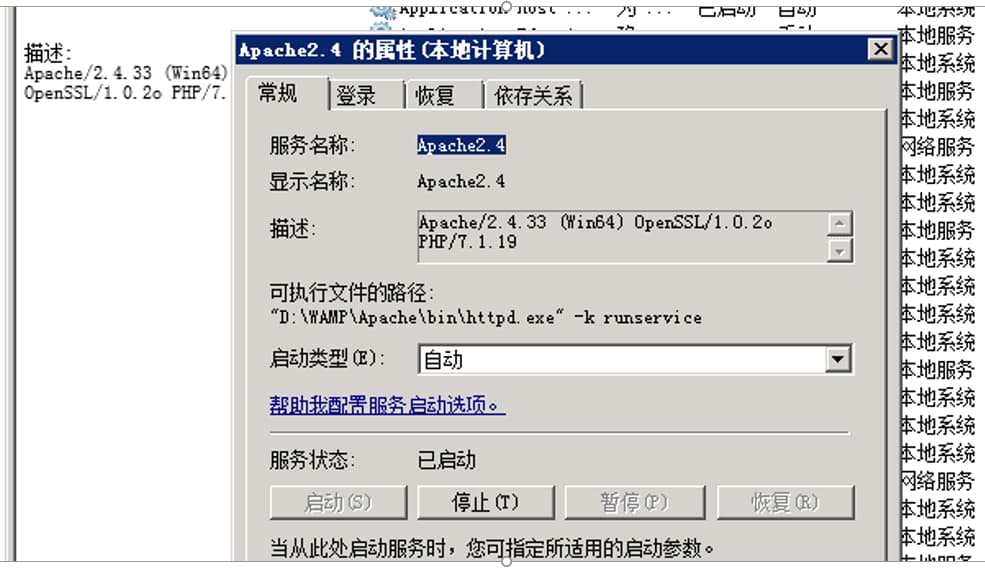 Application Host ... 为 ... 已启动 自动 本地系统
描述:
Apache/2.4.33 (Win64)
OpenSSL/1.0.2o PHP/7.
Apache2.4 的属性(本地计算机)
常规 登录 恢复 依存关系
服务名称: Apache2.4
显示名称: Apache2.4
描述: Apache/2.4.33 (Win64) OpenSSL/1.0.2o
PHP/7.1.19
可执行文件的路径:
"D:\WAMP\Apache\bin\httpd.exe" -k runservice
启动类型(E): 自动
帮助我配置服务启动选项。
服务状态: 已启动
启动(S) 停止(T) 暂停(P) 恢复(R)
当从此处启动服务时，您可指定所适用的启动参数。
本地服务
本地系统
本地服务
本地系统
网络服务
本地系统
本地系统
本地服务
本地系统
本地系统
本地系统
本地系统
本地服务
本地系统
本地系统
本地系统
网络服务
本地系统
本地系统